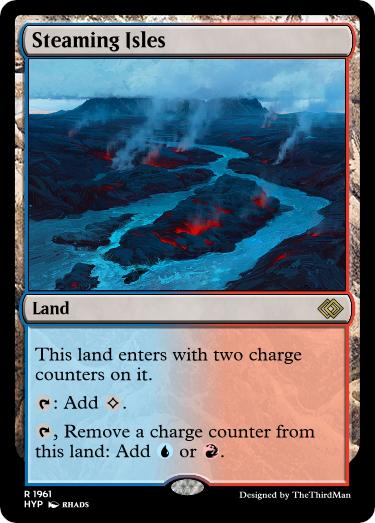 Steaming Isles
Land
This land enters with two charge
counters on it.
: Add .
, Remove a charge counter from
this land: Add or .
R 1961
HYP RHADS
Designed by TheThirdMan